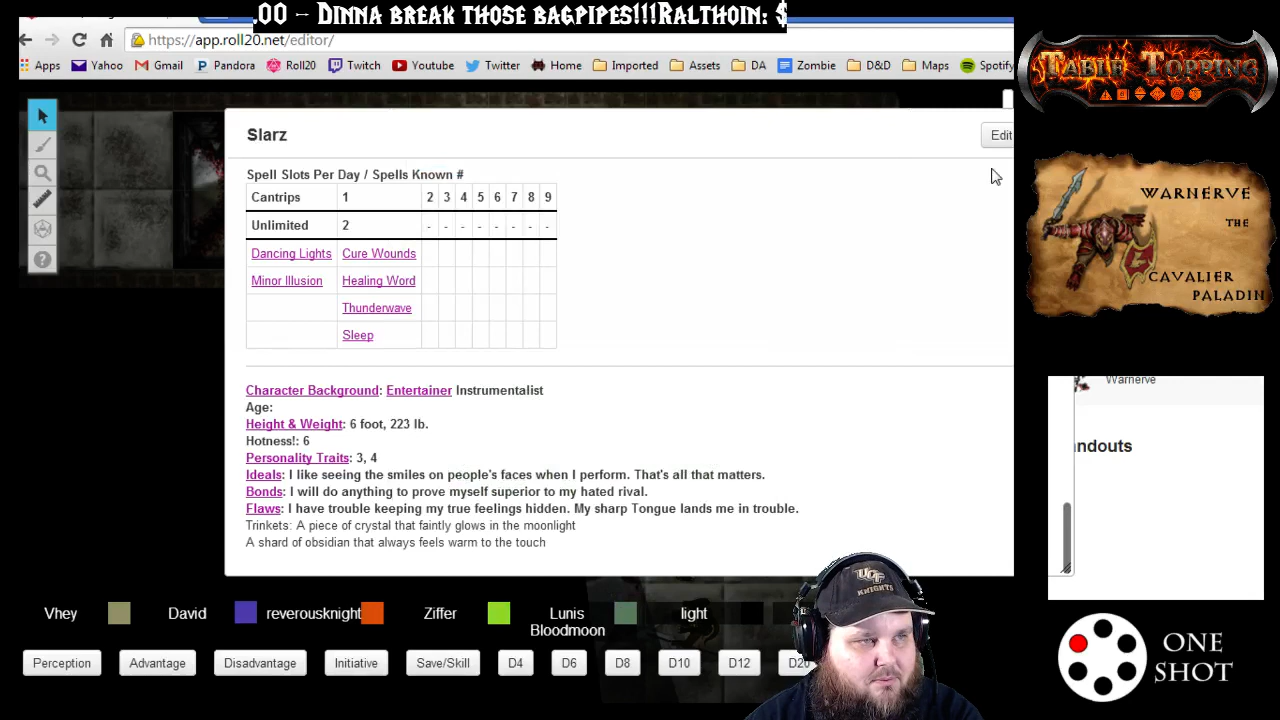 .00 - Dinna break those bagpipes!!!Ralthoin: $
https://app.roll20.net/editor/
Apps Yahoo Gmail Pandora Roll20 Twitch Youtube Twitter Home Imported Assets DA Zombie D&D Maps Spotify
Table Topping
Slarz
Edit
Spell Slots Per Day / Spells Known #
Cantrips 1 2 3 4 5 6 7 8 9
Unlimited 2 - - - - - - - -
Dancing Lights Cure Wounds
Minor Illusion Healing Word
Thunderwave
Sleep
Character Background: Entertainer Instrumentalist
Age:
Height & Weight: 6 foot, 223 lb.
Hotness!: 6
Personality Traits: 3, 4
Ideals: I like seeing the smiles on people's faces when I perform. That's all that matters.
Bonds: I will do anything to prove myself superior to my hated rival.
Flaws: I have trouble keeping my true feelings hidden. My sharp Tongue lands me in trouble.
Trinkets: A piece of crystal that faintly glows in the moonlight
A shard of obsidian that always feels warm to the touch
Warnerve
the
Cavalier
Paladin
Warnerve
ndouts
Vhey David reverousknight Ziffer Lunis Bloodmoon light
Perception Advantage Disadvantage Initiative Save/Skill D4 D6 D8 D10 D12 D20
UCF
KNIGHTS
One
Shot